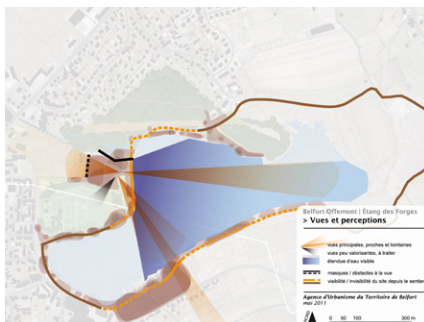 Belfort-Offemont | Étang des Forges
> Vues et perceptions
vues principales, proches et lointaines
vues peu valorisantes, à traiter
étendue d'eau visible
masques / obstacles à la vue
visibilité / invisibilité du site depuis le sentier
Agence d'Urbanisme du Territoire de Belfort
mai 2011
0 50 100 300 m